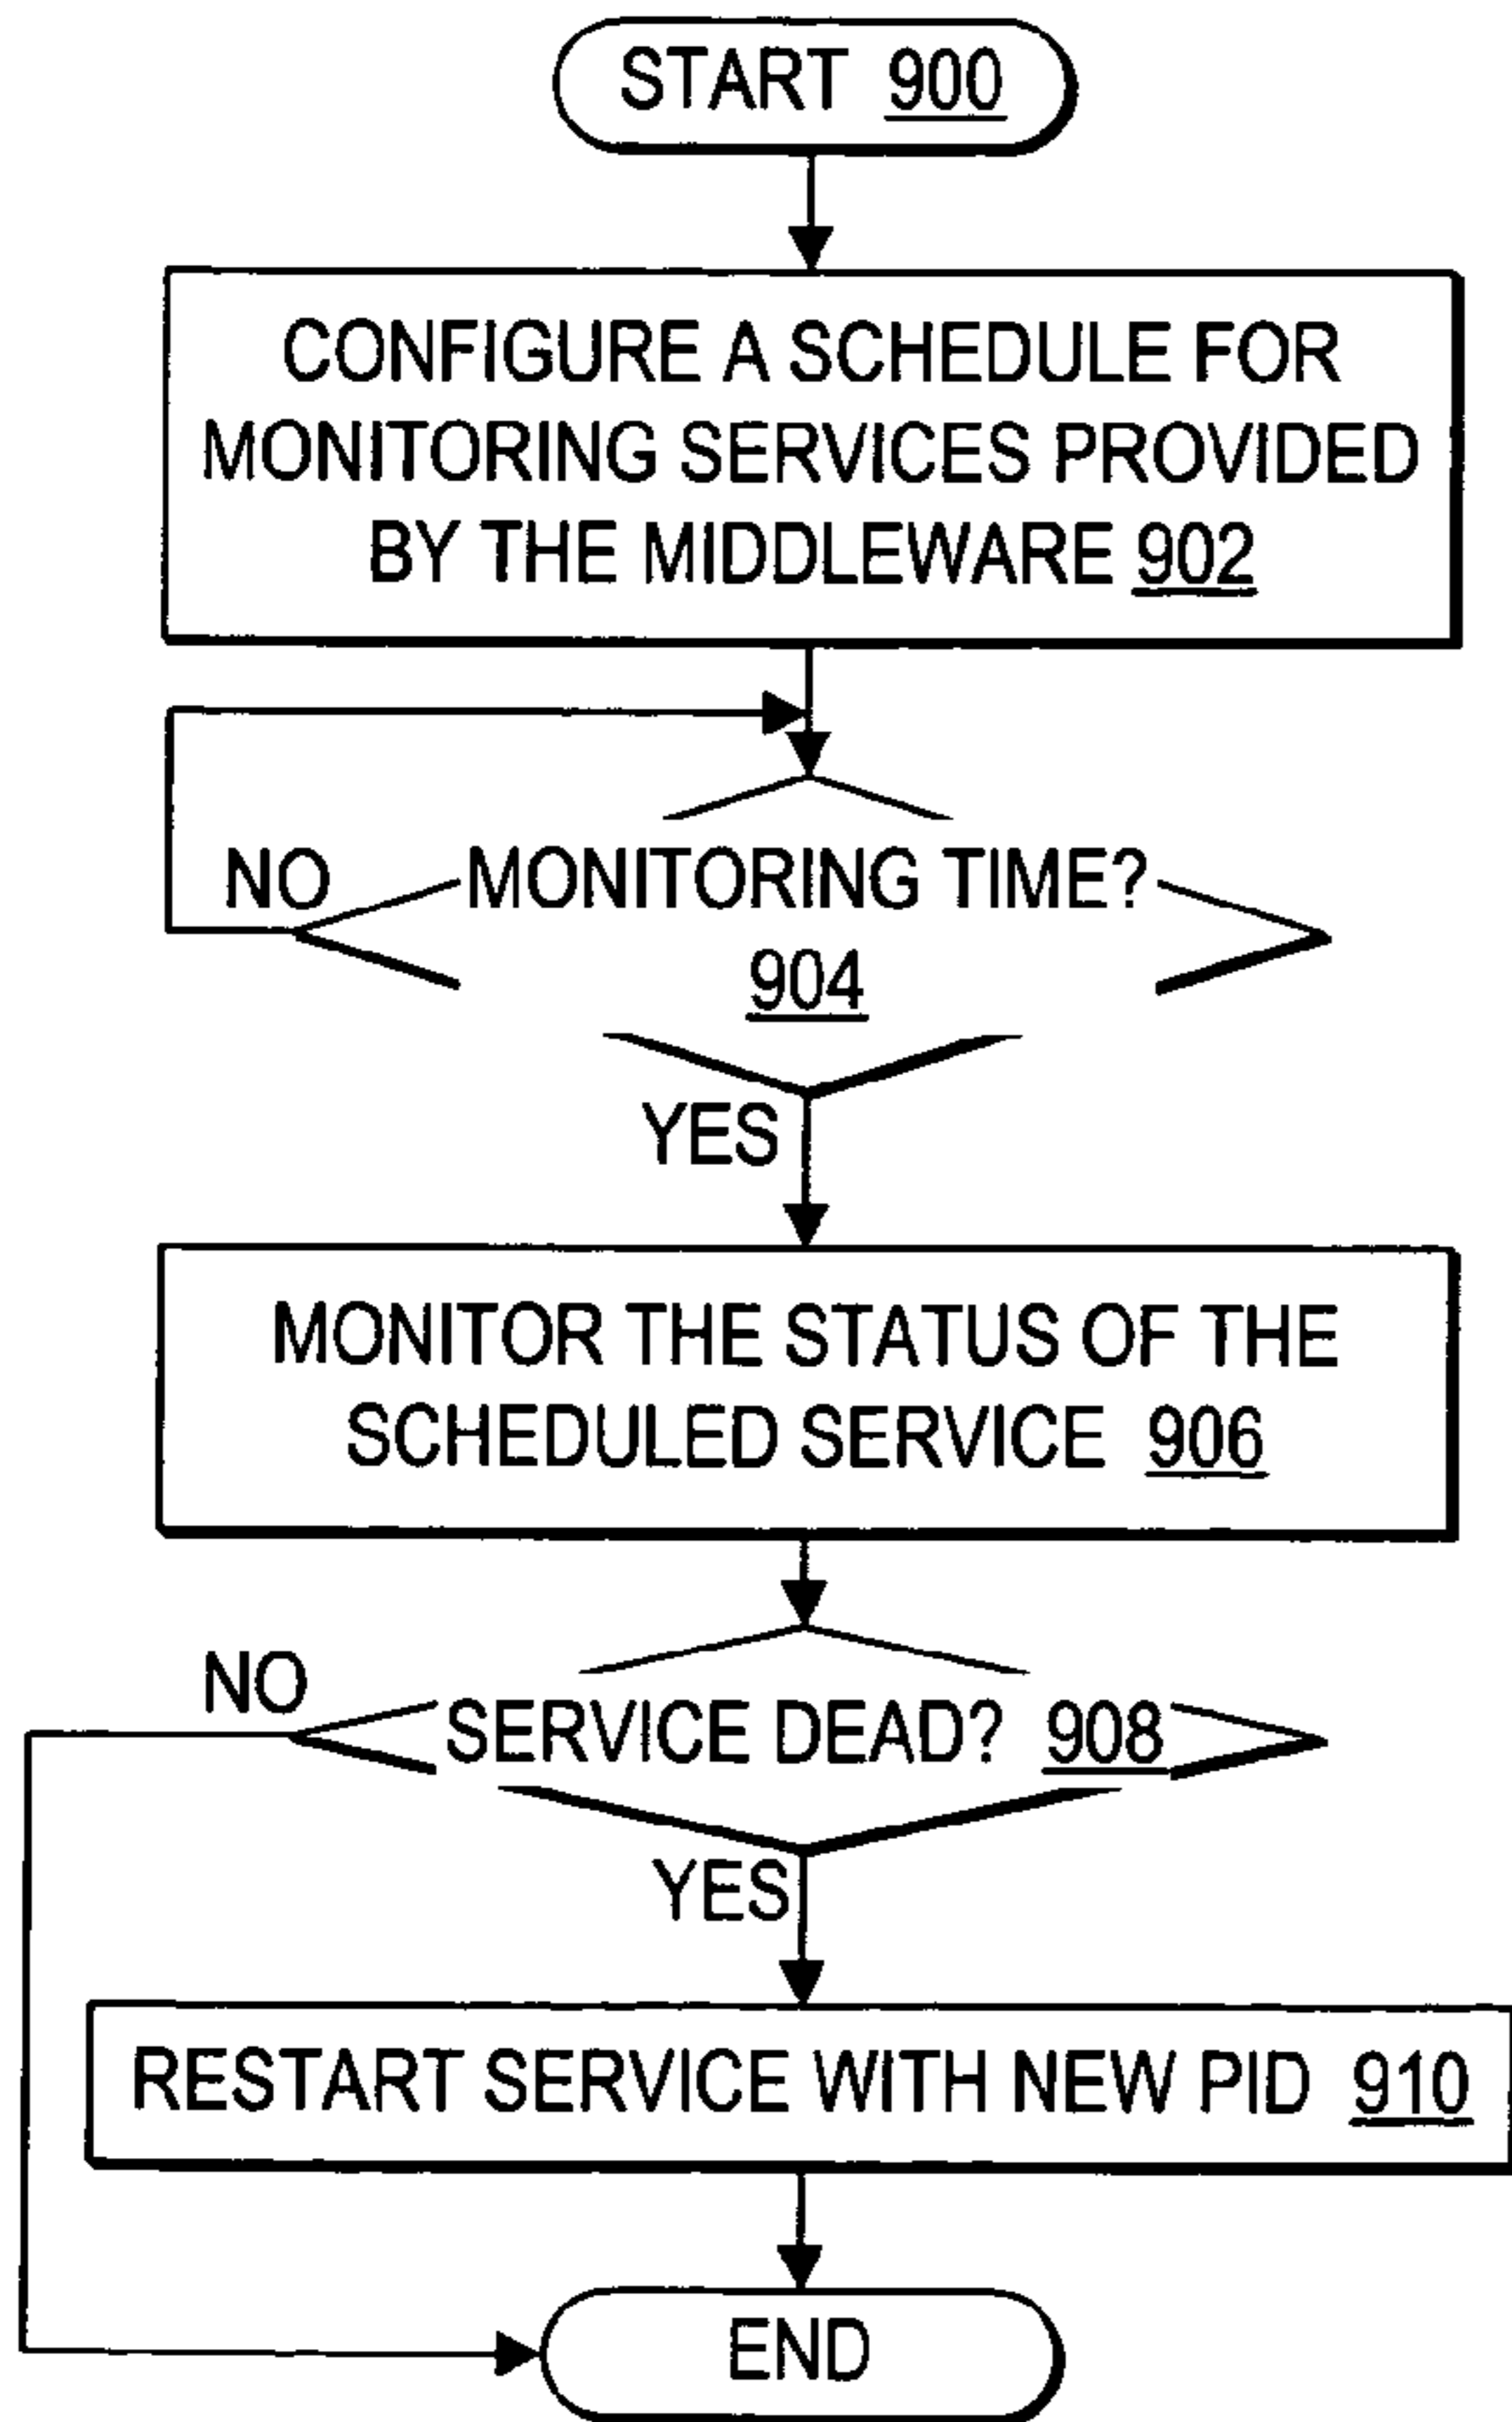 START 900
CONFIGURE A SCHEDULE FOR
MONITORING SERVICES PROVIDED
BY THE MIDDLEWARE 902
NO
MONITORING TIME?
904
YES
MONITOR THE STATUS OF THE
SCHEDULED SERVICE 906
NO
SERVICE DEAD? 908
YES
RESTART SERVICE WITH NEW PID 910
END